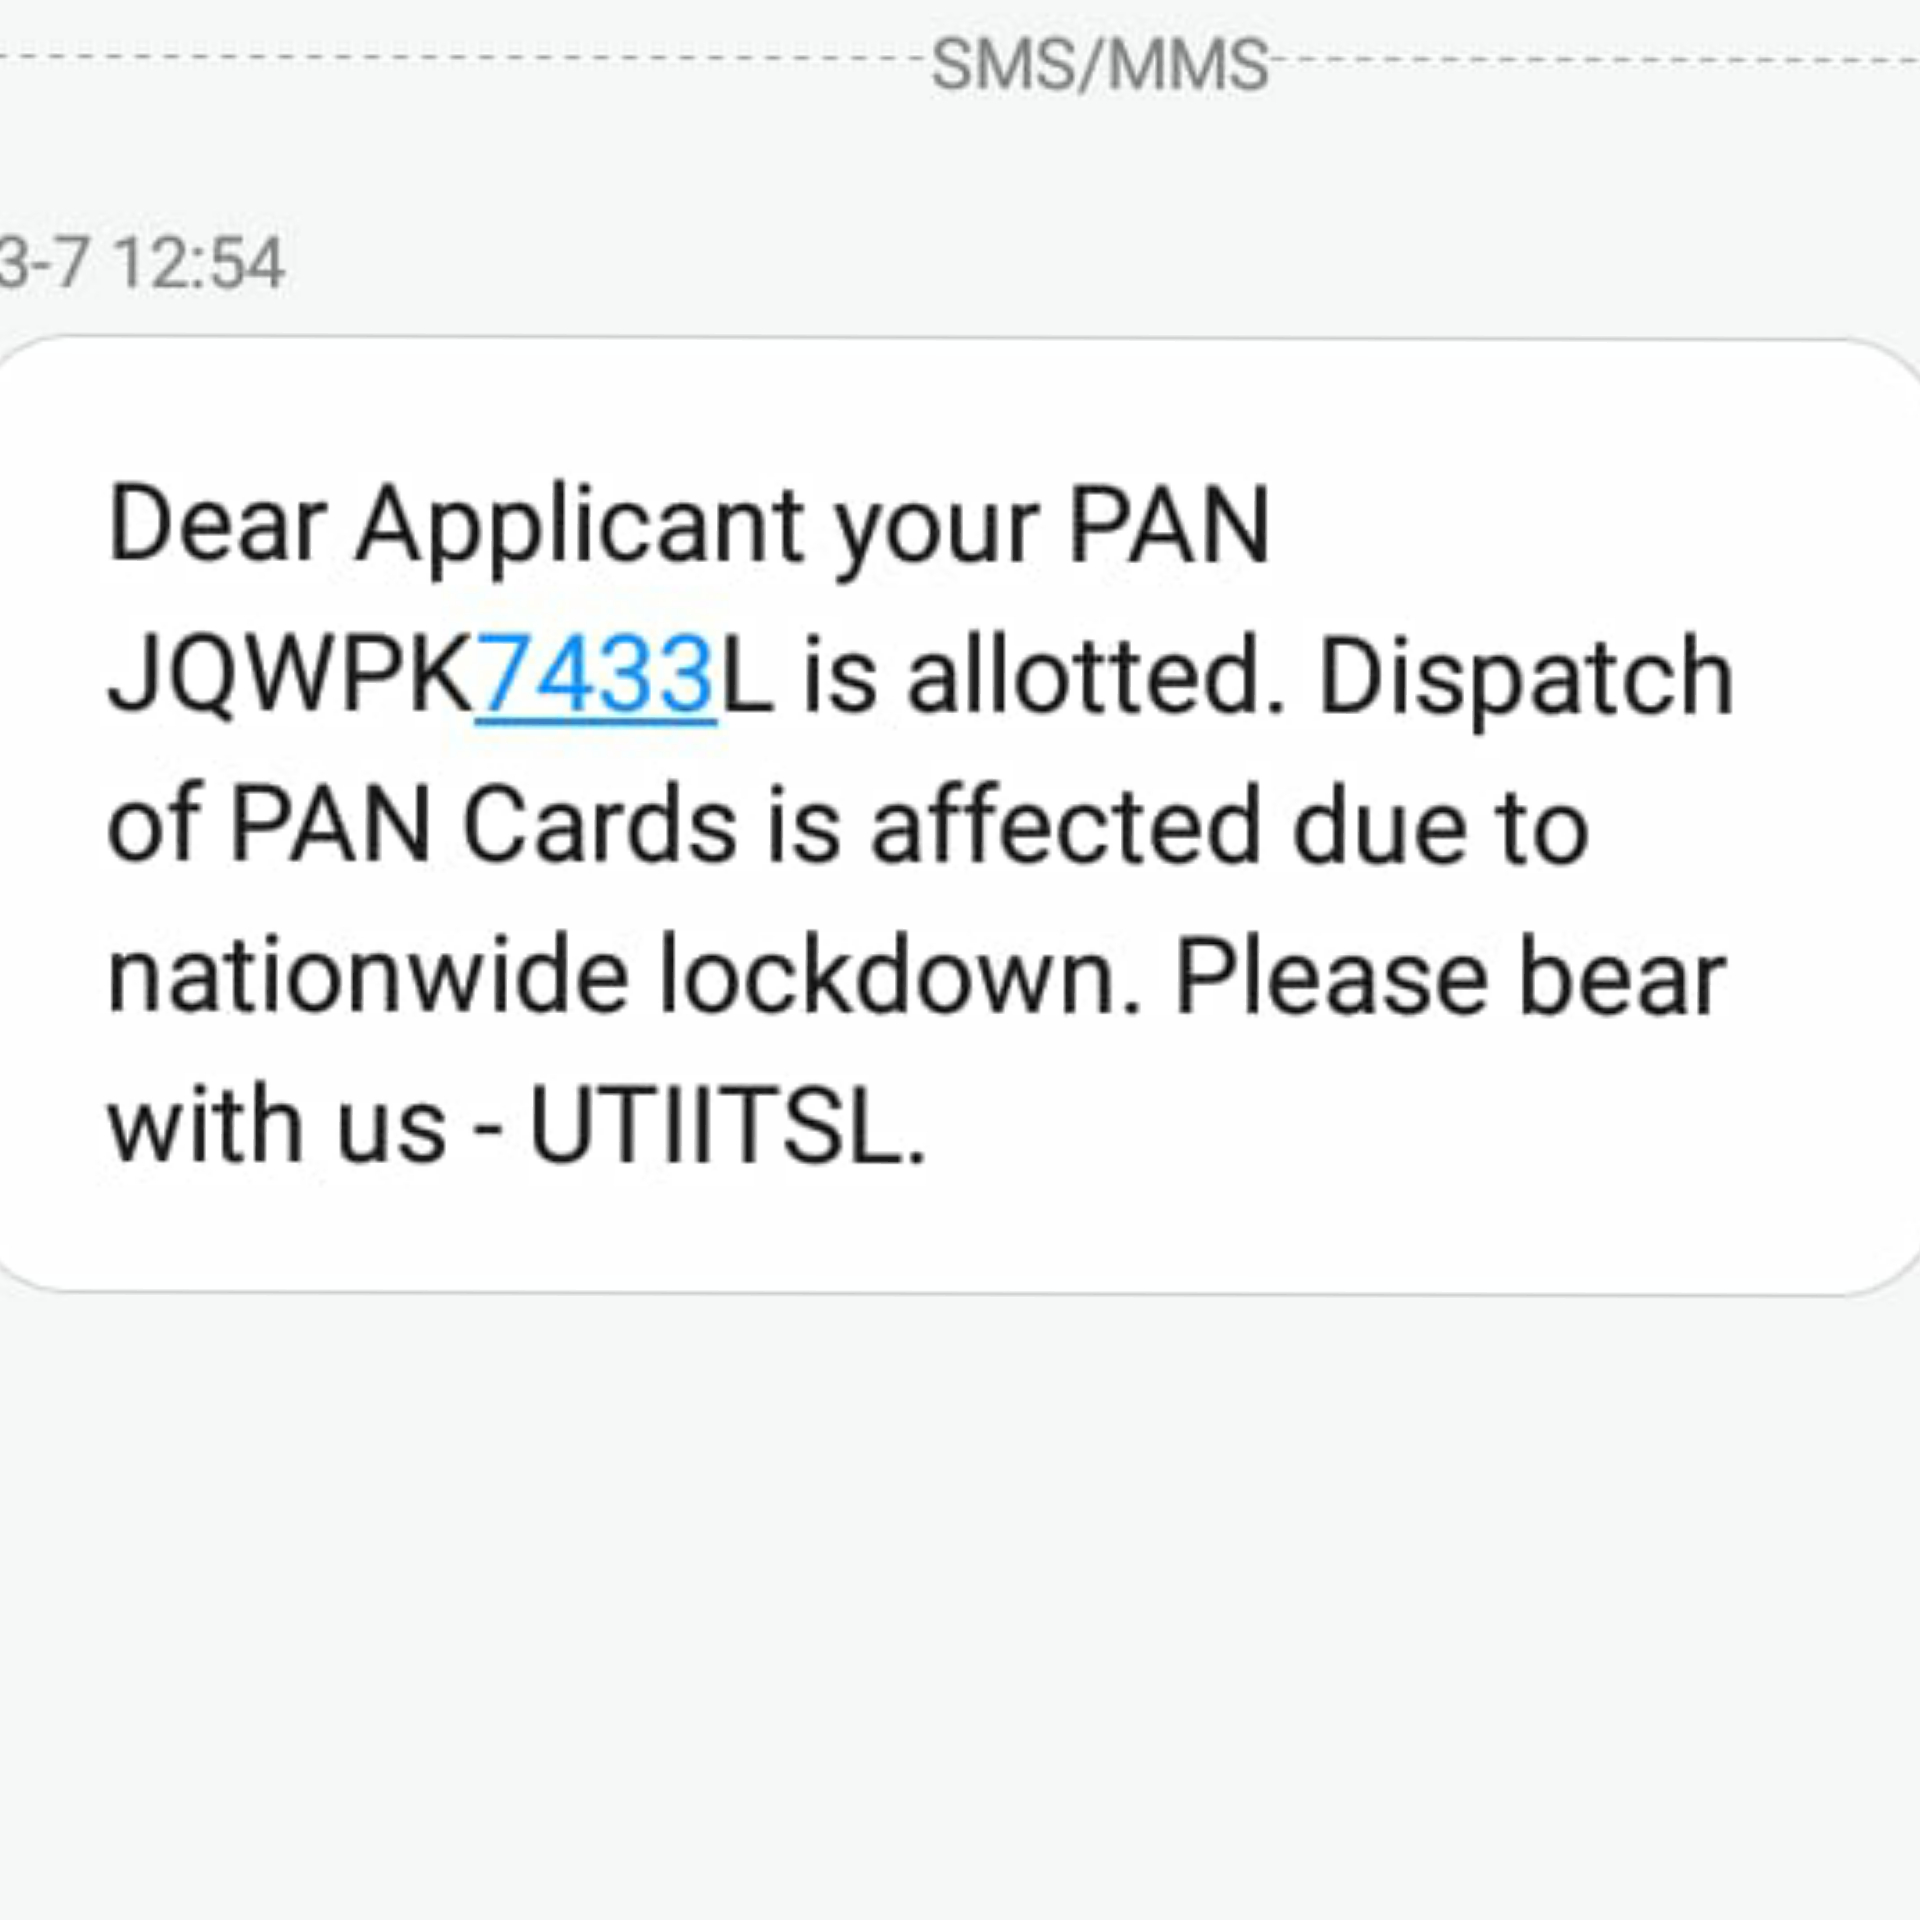 SMS/MMS
3-7 12:54
Dear Applicant your PAN
JQWPK7433L is allotted. Dispatch
of PAN Cards is affected due to
nationwide lockdown. Please bear
with us - UTIITSL.